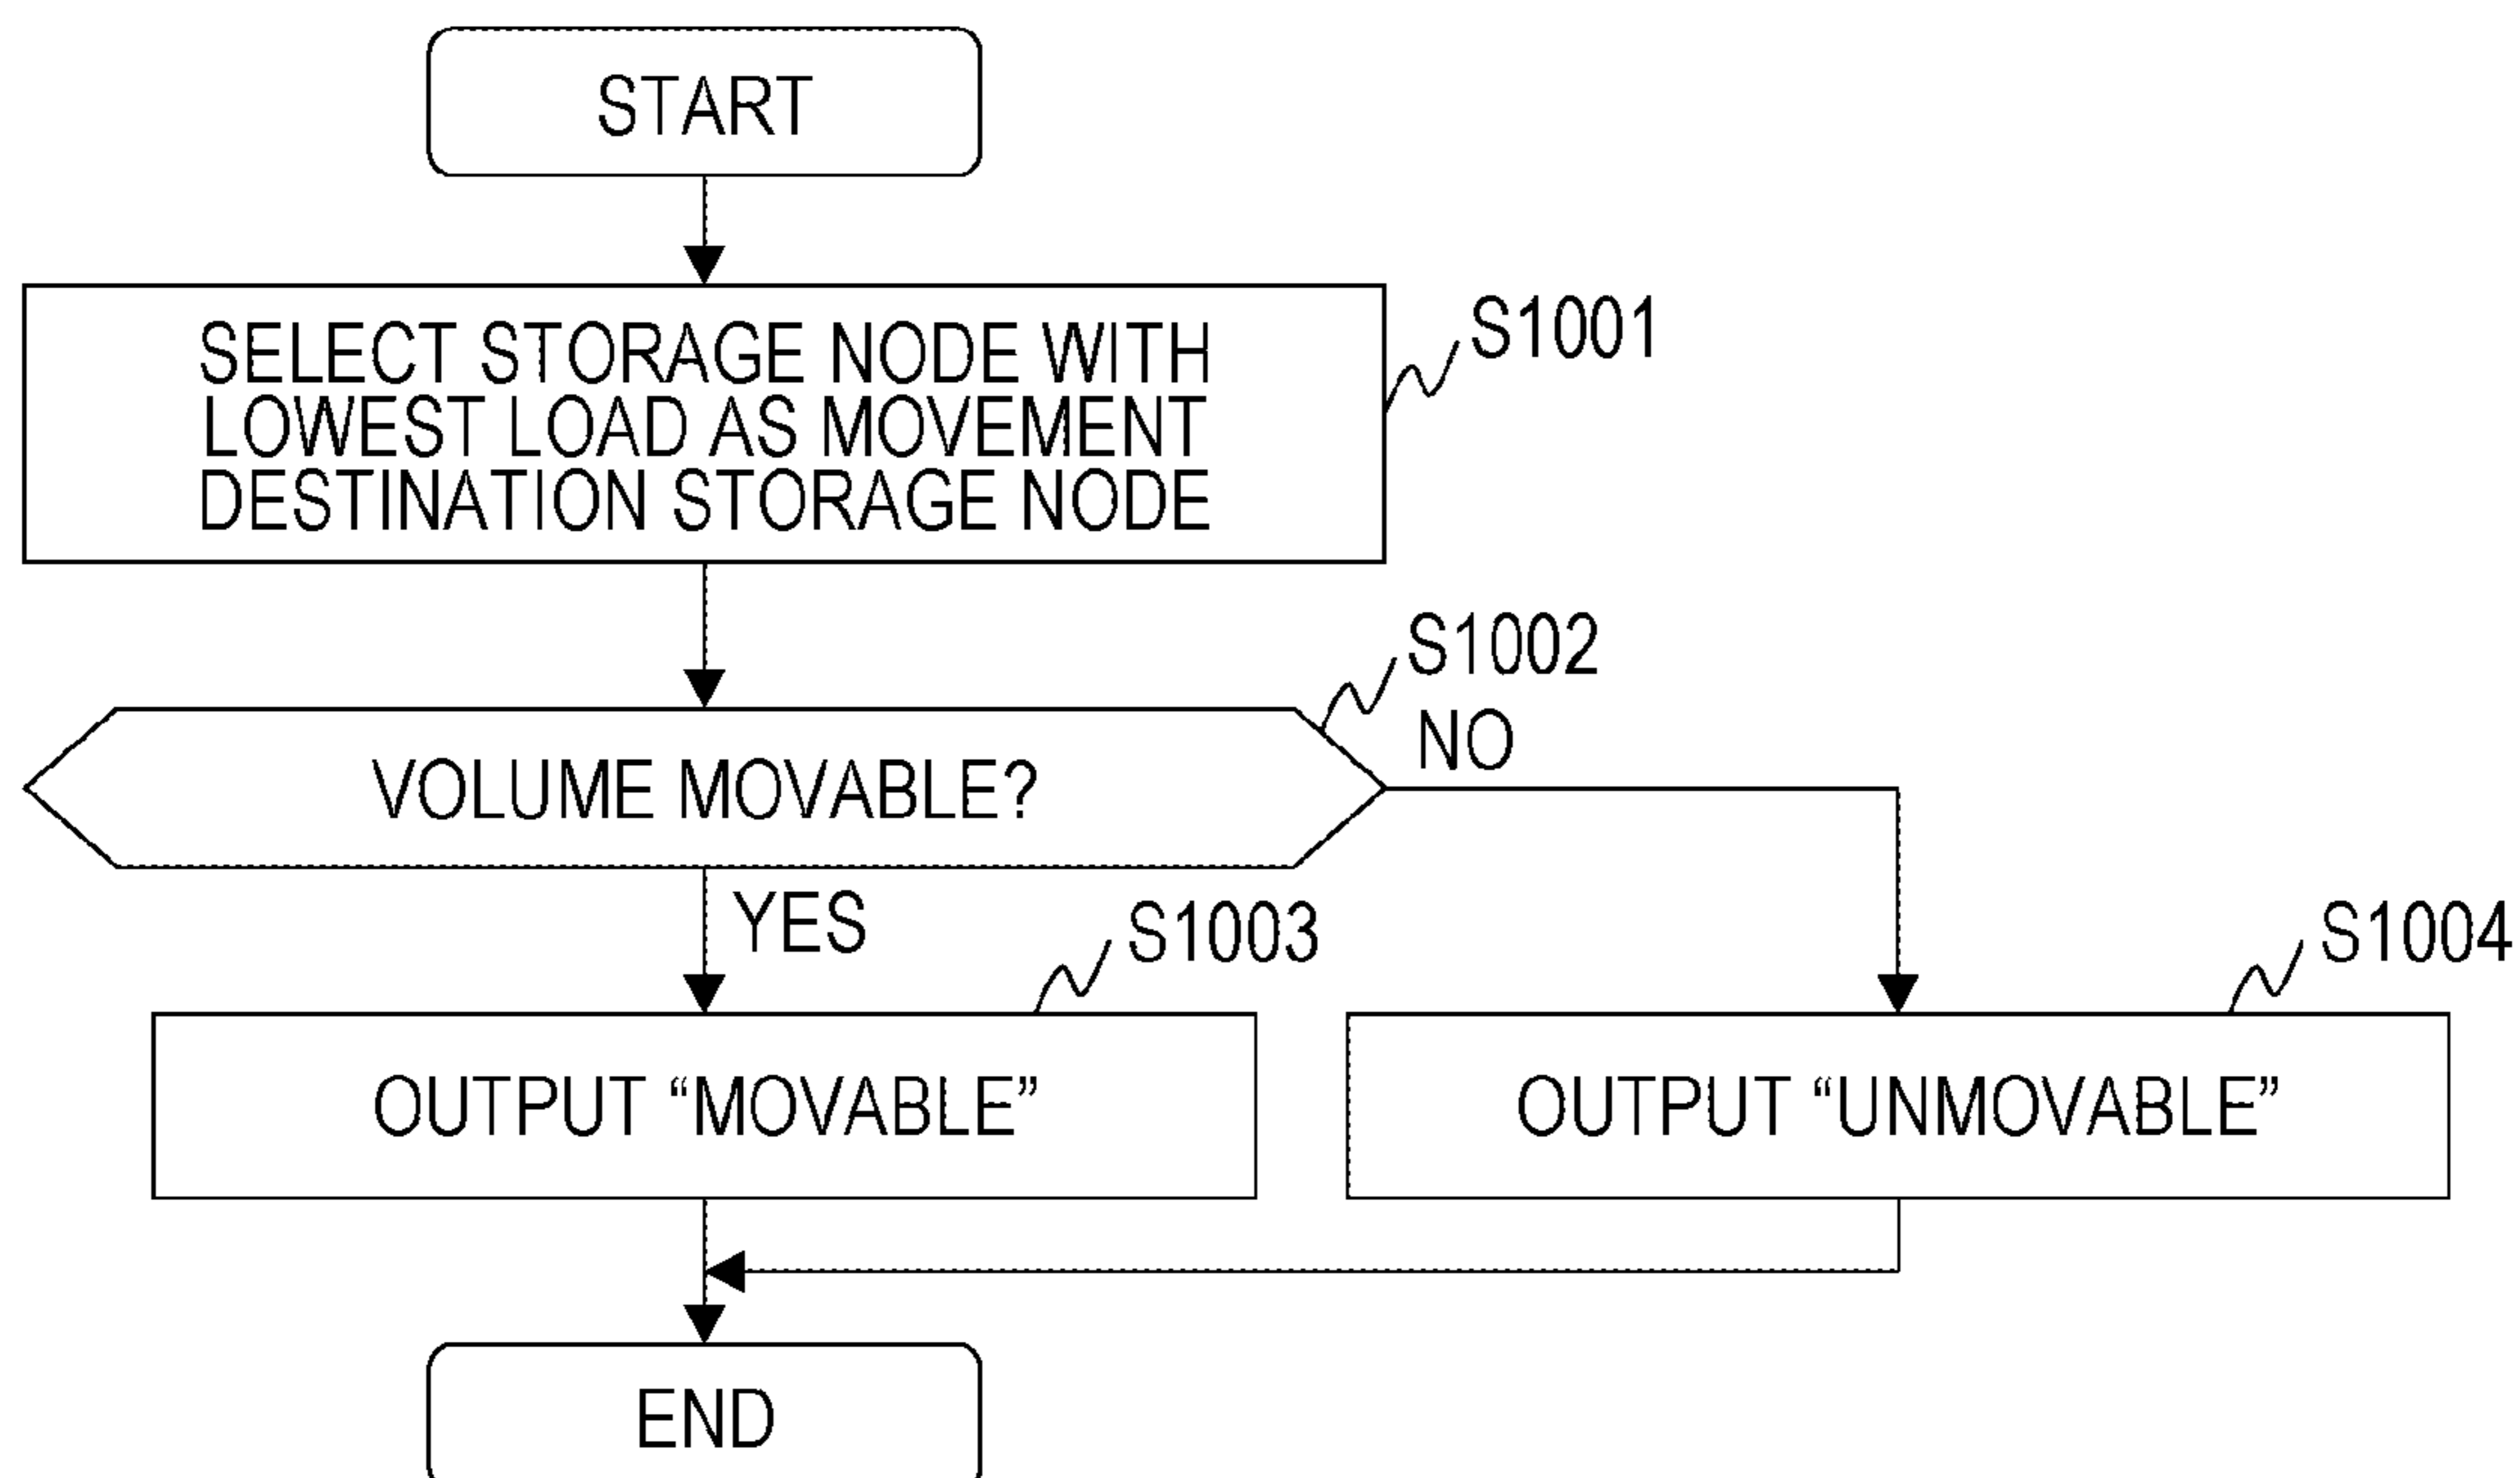 START
SELECT STORAGE NODE WITH
LOWEST LOAD AS MOVEMENT
DESTINATION STORAGE NODE
S1001
S1002
VOLUME MOVABLE?
NO
YES
S1003
S1004
OUTPUT “MOVABLE”
OUTPUT “UNMOVABLE”
END